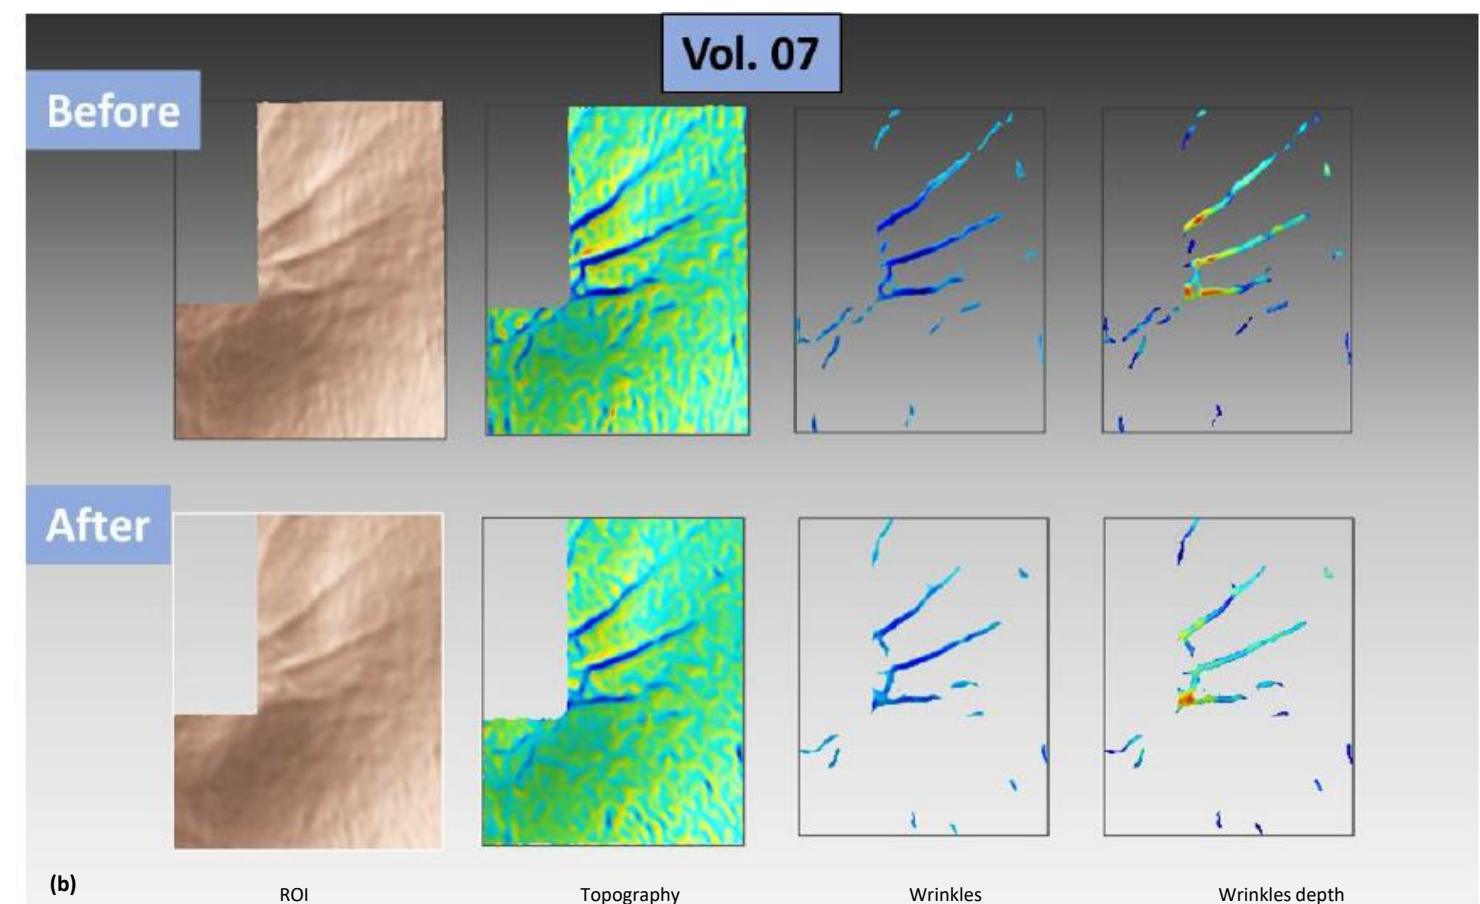 Vol. 07
Before
After
(b)
ROI Topography Wrinkles Wrinkles depth